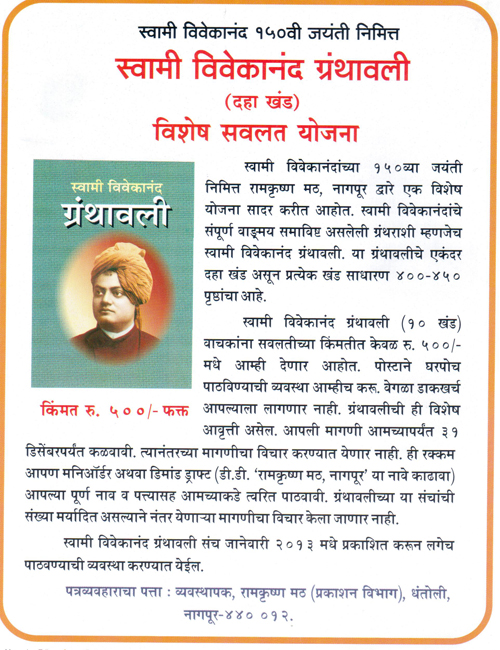 स्वामी विवेकानंद १५०वी जयंती निमित्त
स्वामी विवेकानंद ग्रंथावली
(दहा खंड)
विशेष सवलत योजना
स्वामी विवेकानंद
ग्रंथावली
किंमत रु. ५००/- फक्त
स्वामी विवेकानंदांच्या १५०व्या जयंती
निमित्त रामकृष्ण मठ, नागपूर द्वारे एक विशेष
योजना सादर करीत आहोत. स्वामी विवेकानंदांचे
संपूर्ण वाङ्मय समाविष्ट असलेली ग्रंथराशी म्हणजेच
स्वामी विवेकानंद ग्रंथावली. या ग्रंथावलीचे एकंदर
दहा खंड असून प्रत्येक खंड साधारण ४००-४५०
पृष्ठांचा आहे.
स्वामी विवेकानंद ग्रंथावली (१० खंड)
वाचकांना सवलतीच्या किंमतीत केवळ रु. ५००/-
मधे आम्ही देणार आहोत. पोस्टाने घरपोच
पाठविण्याची व्यवस्था आम्हीच करू. वेगळा डाकखर्च
आपल्याला लागणार नाही. ग्रंथावलीची ही विशेष
आवृत्ती असेल. आपली मागणी आमच्यापर्यंत ३१
डिसेंबरपर्यंत कळवावी. त्यानंतरच्या मागणीचा विचार करण्यात येणार नाही. ही रक्कम
आपण मनिऑर्डर अथवा डिमांड ड्राफ्ट (डी.डी. ‘रामकृष्ण मठ, नागपूर’ या नावे काढावा)
आपल्या पूर्ण नाव व पत्त्यासह आमच्याकडे त्वरित पाठवावी. ग्रंथावलीच्या या संचांची
संख्या मर्यादित असल्याने नंतर येणाऱ्या मागणीचा विचार केला जाणार नाही.
स्वामी विवेकानंद ग्रंथावली संच जानेवारी २०१३ मधे प्रकाशित करून लगेच
पाठवण्याची व्यवस्था करण्यात येईल.
पत्रव्यवहाराचा पत्ता : व्यवस्थापक, रामकृष्ण मठ (प्रकाशन विभाग), धंतोली,
नागपूर-४४० ०१२.